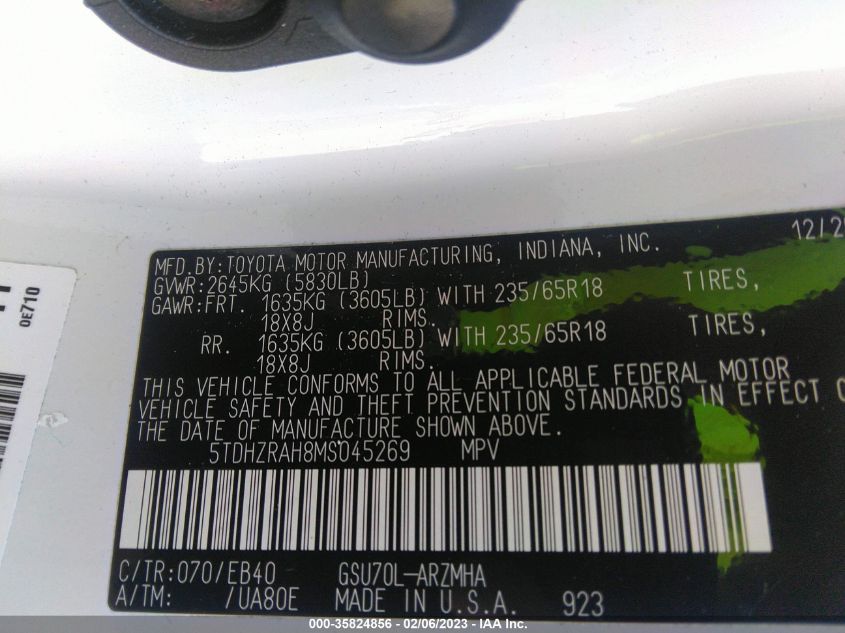 MFD.BY:TOYOTA MOTOR MANUFACTURING, INDIANA, INC. 12/2
GVWR:2645KG (5830LB)
GAWR:FRT. 1635KG (3605LB) WITH 235/65R18 TIRES,
18X8J RIMS.
RR. 1635KG (3605LB) WITH 235/65R18 TIRES,
18X8J RIMS.
THIS VEHICLE CONFORMS TO ALL APPLICABLE FEDERAL MOTOR
VEHICLE SAFETY AND THEFT PREVENTION STANDARDS IN EFFECT
THE DATE OF MANUFACTURE SHOWN ABOVE.
5TDHZRAH8MS045269 MPV
C/TR:070/EB40 GSU70L-ARZMHA
A/TM: /UA80E MADE IN U.S.A. 923
0E710
000-35824856 - 02/06/2023 - IAA Inc.